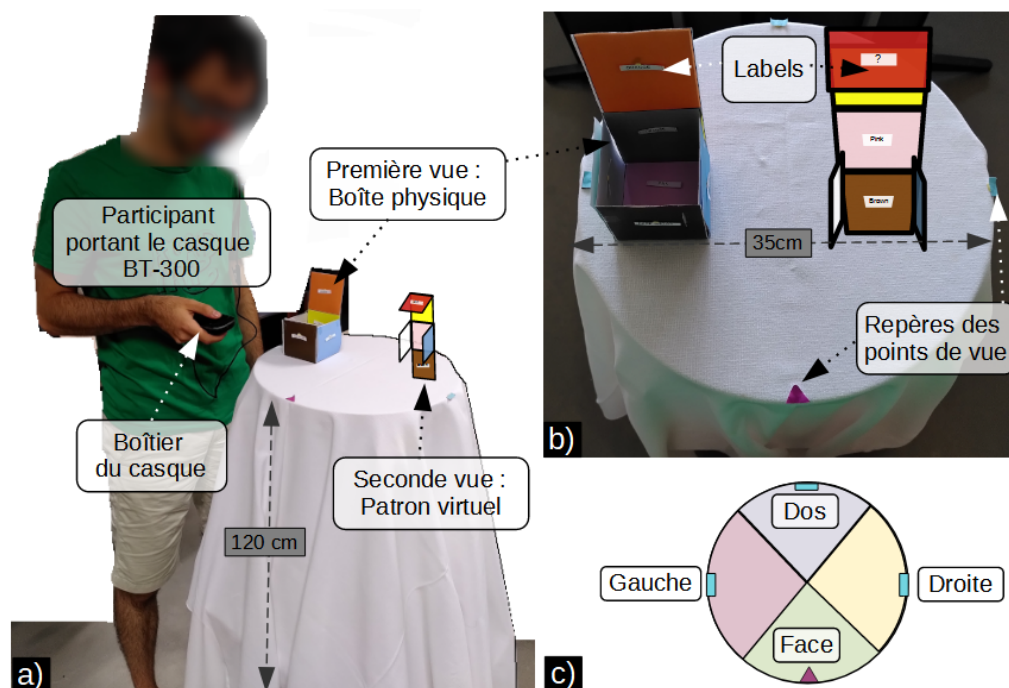 Participant
portant le casque
BT-300
Première vue :
Boîte physique
Boîtier
du casque
Seconde vue :
Patron virtuel
120 cm
a)
Labels
?
Pink
Brown
35cm
Repères des
points de vue
b)
Dos
Gauche
Droite
Face
c)